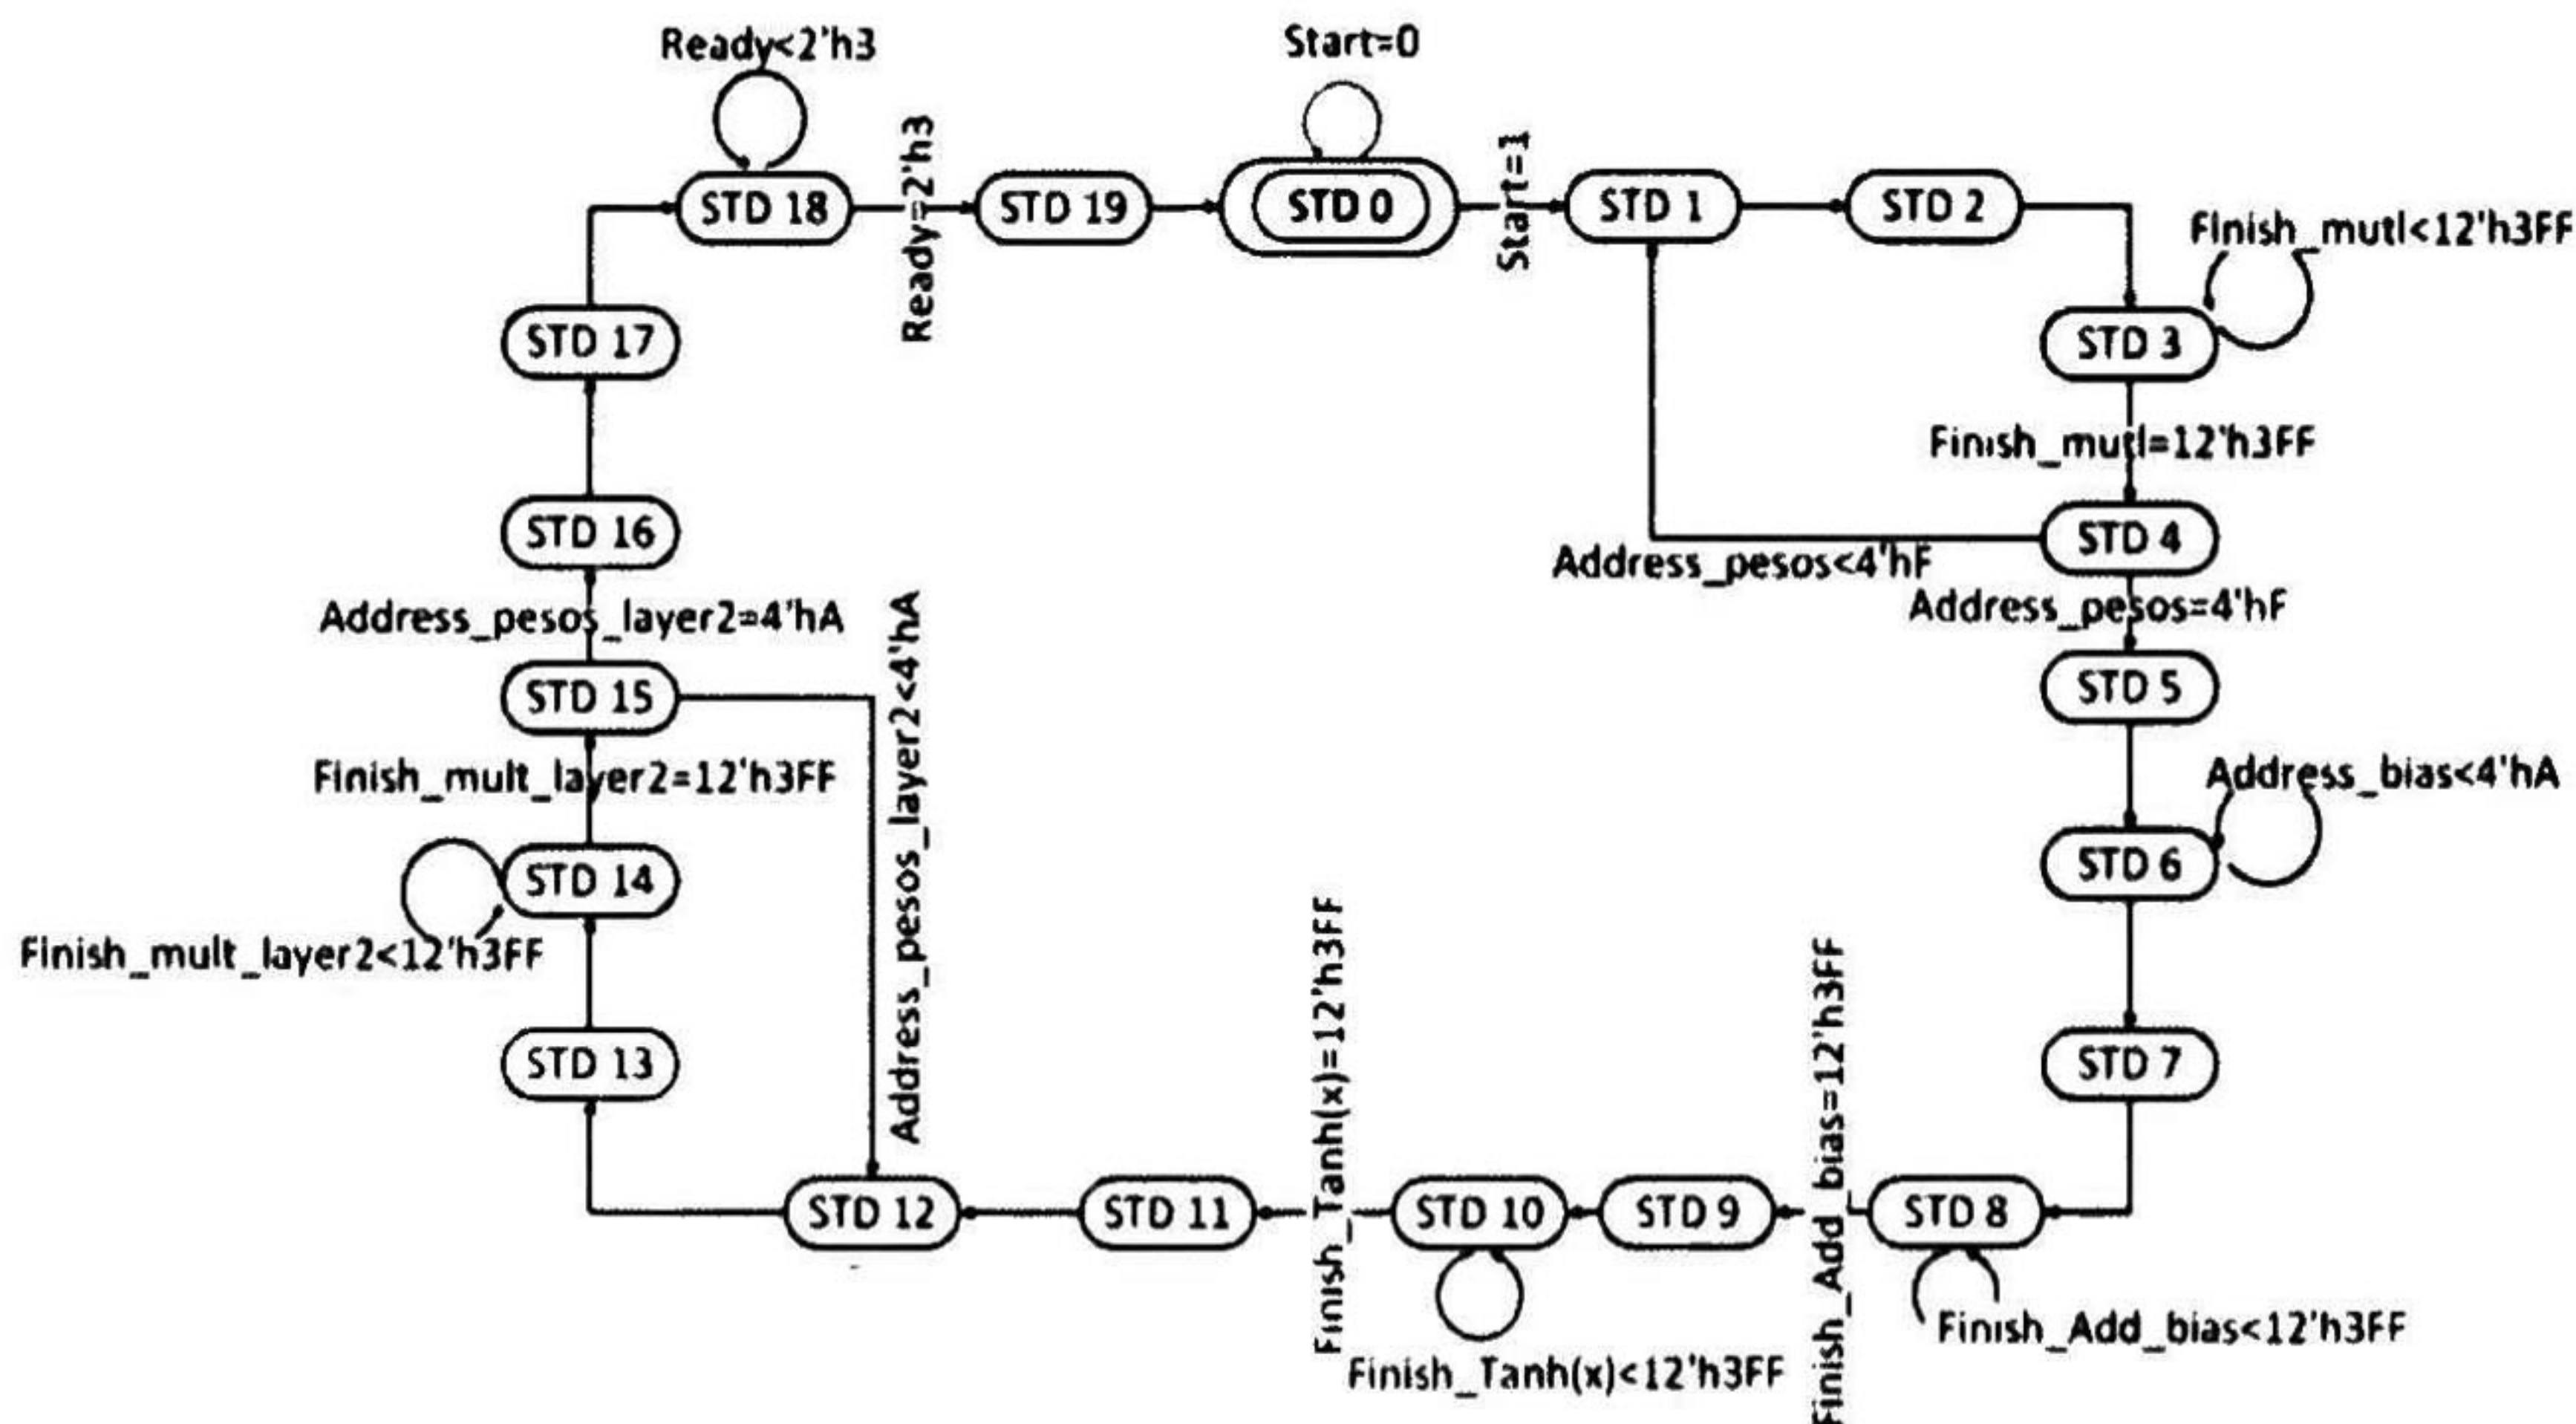 Ready<2'h3
Start=0
STD 18
Ready=2'h3
STD 19
STD 0
Start=1
STD 1
STD 2
FInish_mutl<12'h3FF
STD 17
STD 3
Finish_mutl=12'h3FF
STD 16
STD 4
Address_pesos<4'hF
Address_pesos=4'hF
Address_pesos_layer2=4'hA
STD 15
Address_pesos_layer2<4'hA
STD 5
FInish_mult_layer2=12'h3FF
Address_bias<4'hA
STD 14
STD 6
FInish_mult_layer2<12'h3FF
STD 13
STD 7
STD 12
STD 11
Finish_Tanh(x)=12'h3FF
STD 10
STD 9
Finish_Add_bias=12'h3FF
STD 8
Finish_Add_bias<12'h3FF
Finish_Tanh(x)<12'h3FF